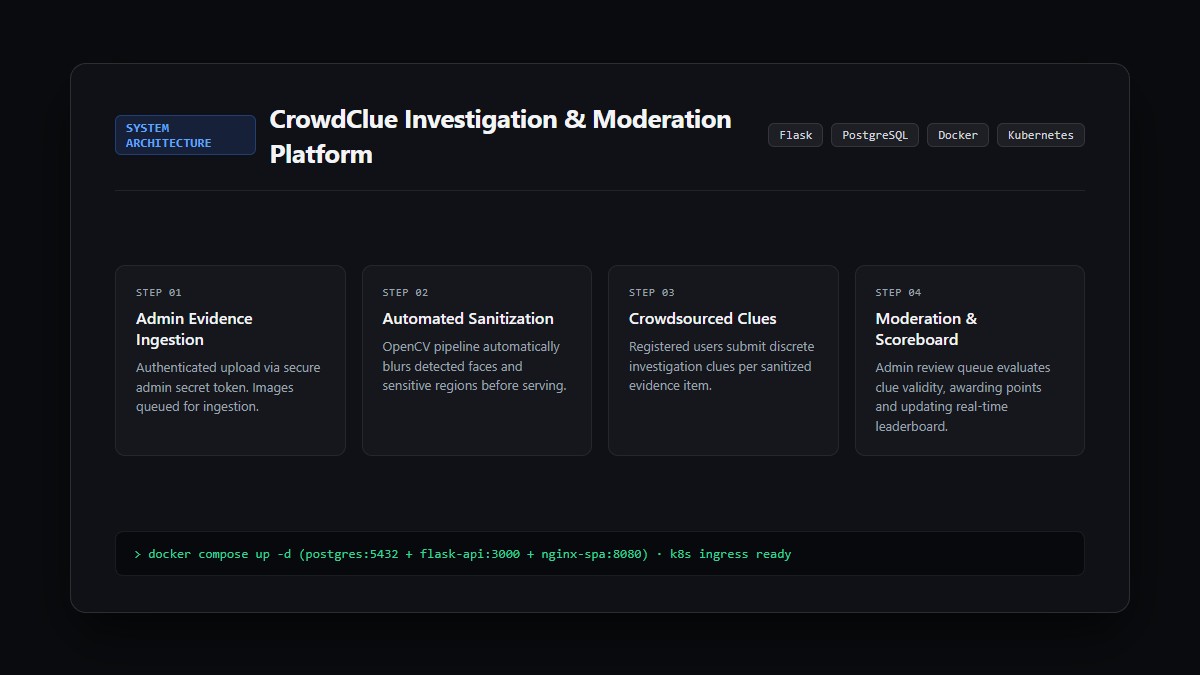 SYSTEM
ARCHITECTURE
CrowdClue Investigation & Moderation
Platform
Flask
PostgreSQL
Docker
Kubernetes
STEP 01
Admin Evidence
Ingestion
Authenticated upload via secure
admin secret token. Images
queued for ingestion.
STEP 02
Automated Sanitization
OpenCV pipeline automatically
blurs detected faces and
sensitive regions before serving.
STEP 03
Crowdsourced Clues
Registered users submit discrete
investigation clues per sanitized
evidence item.
STEP 04
Moderation &
Scoreboard
Admin review queue evaluates
clue validity, awarding points
and updating real-time
leaderboard.
> docker compose up -d (postgres:5432 + flask-api:3000 + nginx-spa:8080) · k8s ingress ready